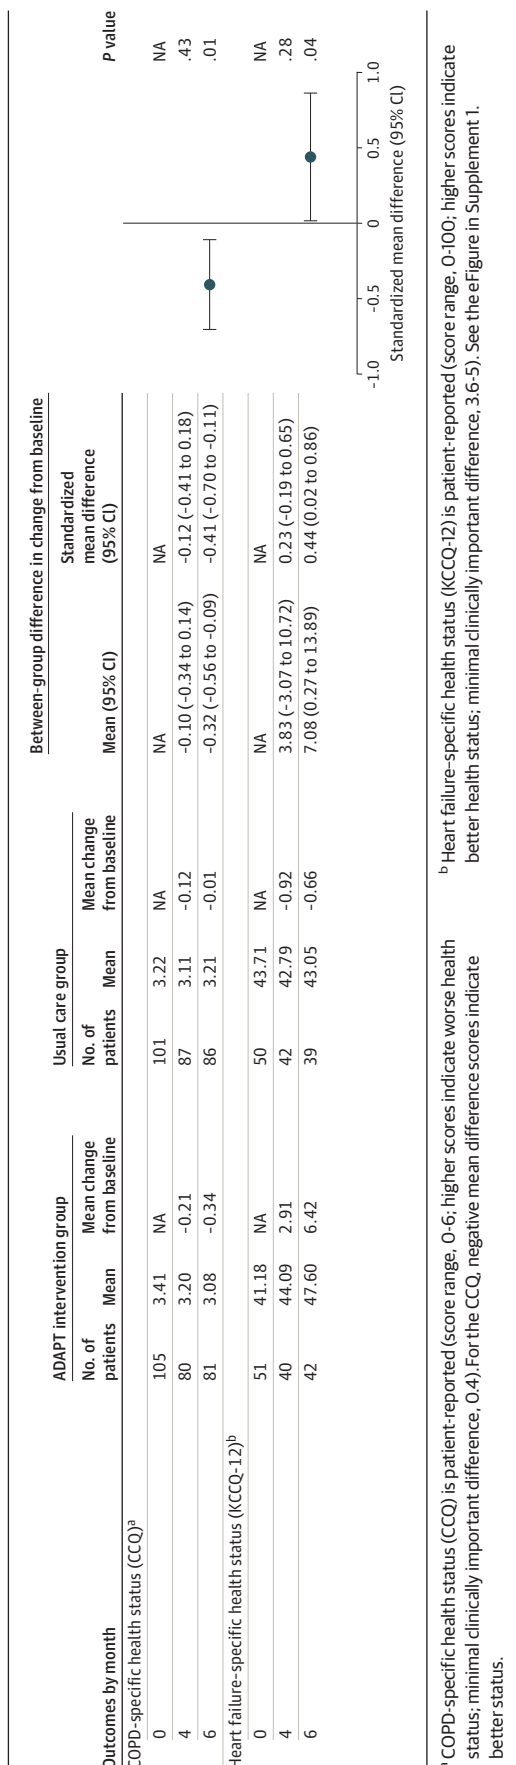 ADAPT intervention group Usual care group Between-group difference in change from baseline
Outcomes by month No. of patients Mean Mean change from baseline No. of patients Mean Mean change from baseline Mean (95% CI) Standardized mean difference (95% CI) P value
COPD-specific health status (CCQ)a
0 105 3.41 NA 101 3.22 NA NA NA NA
4 80 3.20 -0.21 87 3.11 -0.12 -0.10 (-0.34 to 0.14) -0.12 (-0.41 to 0.18) .43
6 81 3.08 -0.34 86 3.21 -0.01 -0.32 (-0.56 to -0.09) -0.41 (-0.70 to -0.11) .01
Heart failure-specific health status (KCCQ-12)b
0 51 41.18 NA 50 43.71 NA NA NA NA
4 40 44.09 2.91 42 42.79 -0.92 3.83 (-3.07 to 10.72) 0.23 (-0.19 to 0.65) .28
6 42 47.60 6.42 39 43.05 -0.66 7.08 (0.27 to 13.89) 0.44 (0.02 to 0.86) .04
-1.0 -0.5 0 0.5 1.0
Standardized mean difference (95% CI)
a COPD-specific health status (CCQ) is patient-reported (score range, 0-6; higher scores indicate worse health
status; minimal clinically important difference, 0.4).For the CCQ, negative mean difference scores indicate
better status.
b Heart failure-specific health status (KCCQ-12) is patient-reported (score range, 0-100; higher scores indicate
better health status; minimal clinically important difference, 3.6-5). See the eFigure in Supplement 1.